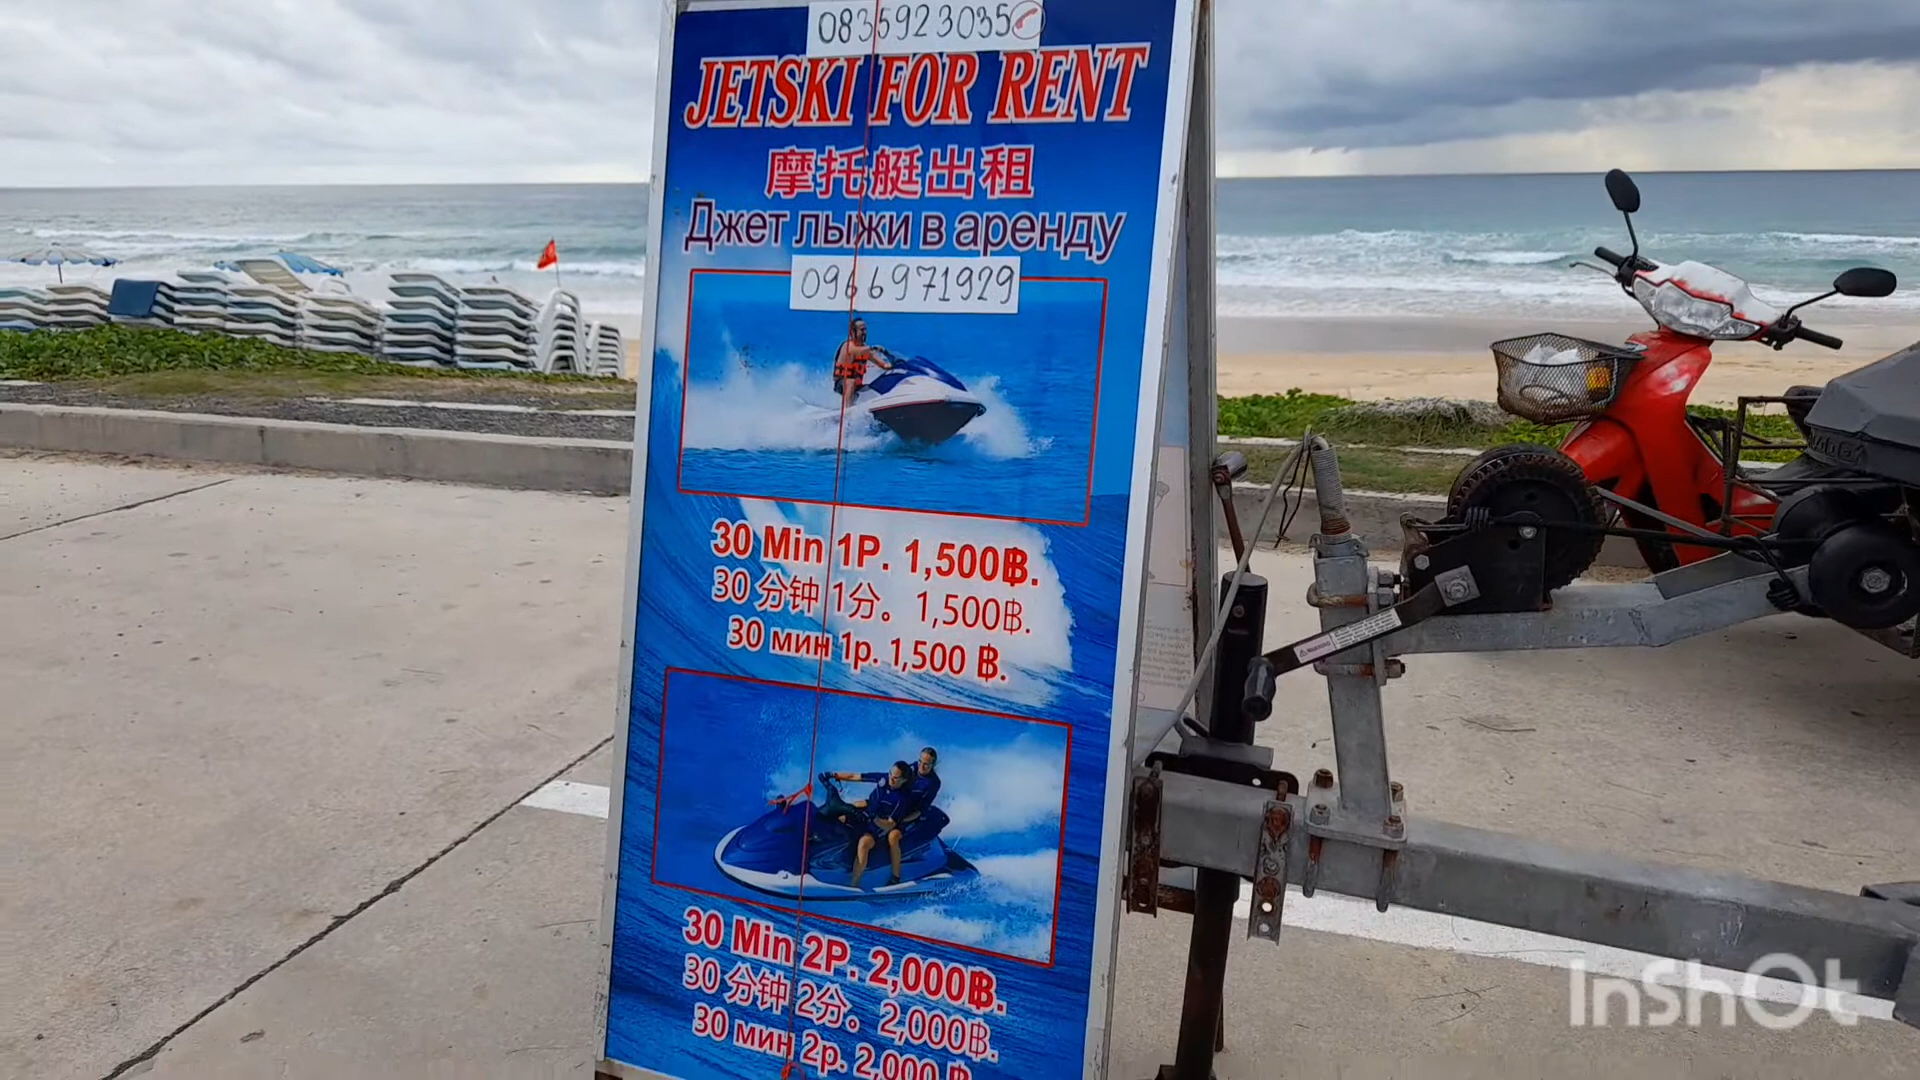 0835923035
JETSKI FOR RENT
摩托艇出租
Джет лыжи в аренду
0966971929
30 Min 1P. 1,500฿.
30 分钟 1分。 1,500฿.
30 мин 1р. 1,500 ฿.
30 Min 2P. 2,000฿.
30 分钟 2分。 2,000฿.
30 мин 2р. 2,000 ฿.
InShOt